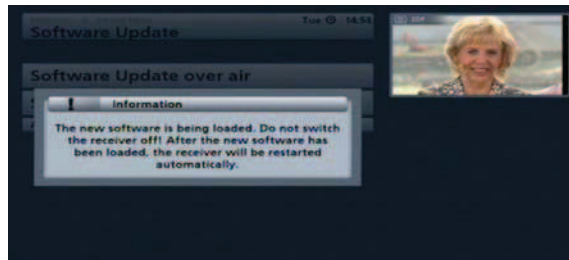 Tue 14:54
Software Update
ZDF
Software Update over air
! Information
The new software is being loaded. Do not switch
the receiver off! After the new software has
been loaded, the receiver will be restarted
automatically.